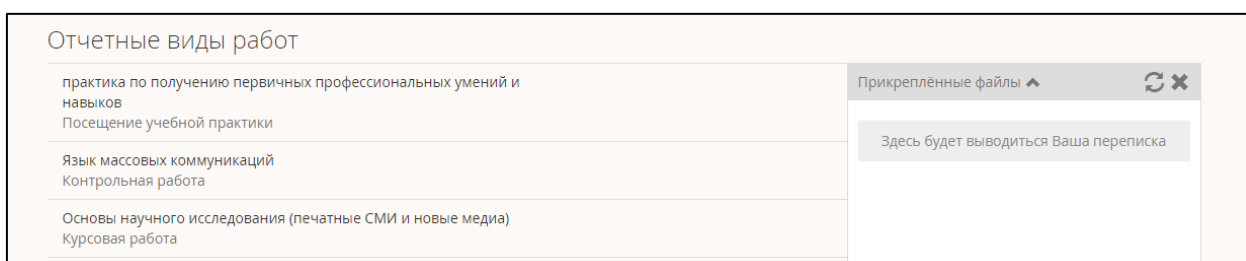 Отчетные виды работ
практика по получению первичных профессиональных умений и
навыков
Посещение учебной практики
Язык массовых коммуникаций
Контрольная работа
Основы научного исследования (печатные СМИ и новые медиа)
Курсовая работа
Прикреплённые файлы
Здесь будет выводиться Ваша переписка